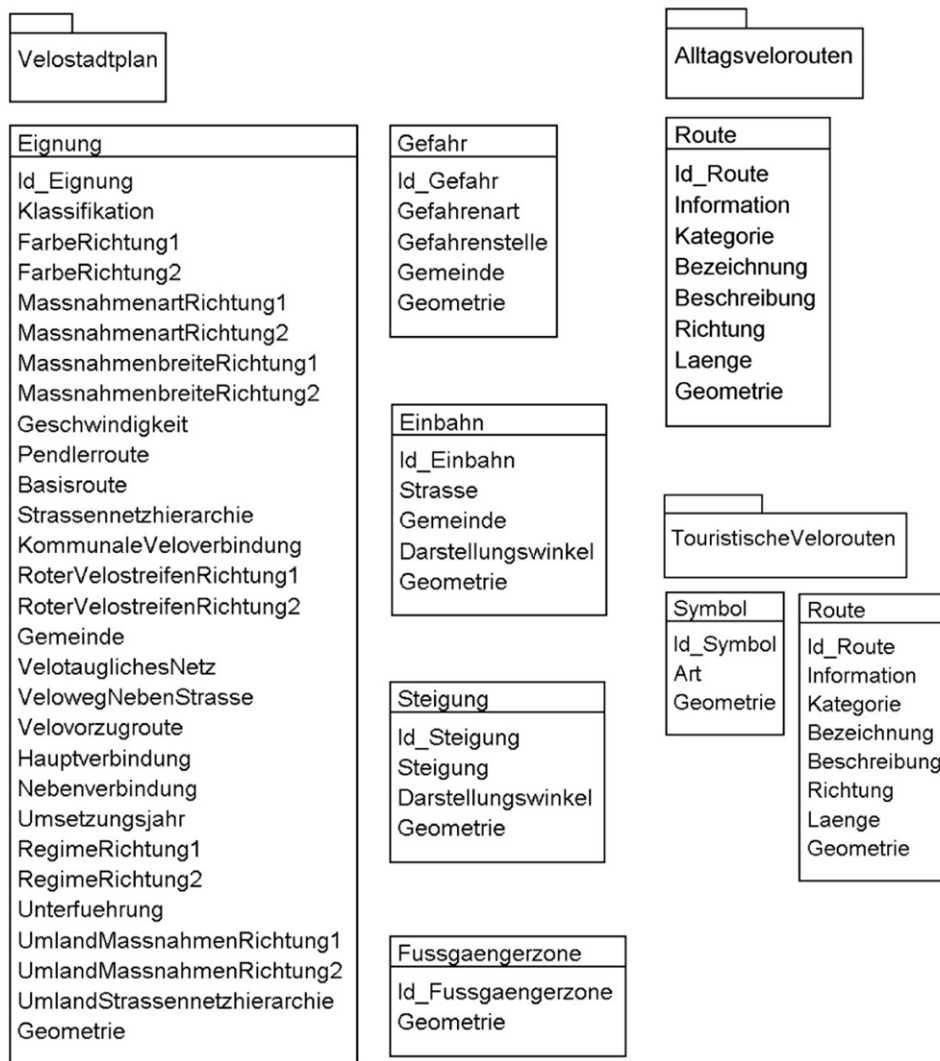 Velostadtplan
Eignung
Id_Eignung
Klassifikation
FarbeRichtung1
FarbeRichtung2
MassnahmenartRichtung1
MassnahmenartRichtung2
MassnahmenbreiteRichtung1
MassnahmenbreiteRichtung2
Geschwindigkeit
Pendlerroute
Basisroute
Strassennetzhierarchie
KommunaleVeloverbindung
RoterVelostreifenRichtung1
RoterVelostreifenRichtung2
Gemeinde
VelotauglichesNetz
VelowegNebenStrasse
Velovorzugroute
Hauptverbindung
Nebenverbindung
Umsetzungsjahr
RegimeRichtung1
RegimeRichtung2
Unterfuehrung
UmlandMassnahmenRichtung1
UmlandMassnahmenRichtung2
UmlandStrassennetzhierarchie
Geometrie
Gefahr
Id_Gefahr
Gefahrenart
Gefahrenstelle
Gemeinde
Geometrie
Einbahn
Id_Einbahn
Strasse
Gemeinde
Darstellungswinkel
Geometrie
Steigung
Id_Steigung
Steigung
Darstellungswinkel
Geometrie
Fussgaengerzone
Id_Fussgaengerzone
Geometrie
Alltagsvelorouten
Route
Id_Route
Information
Kategorie
Bezeichnung
Beschreibung
Richtung
Laenge
Geometrie
TouristischeVelorouten
Symbol
Id_Symbol
Art
Geometrie
Route
Id_Route
Information
Kategorie
Bezeichnung
Beschreibung
Richtung
Laenge
Geometrie